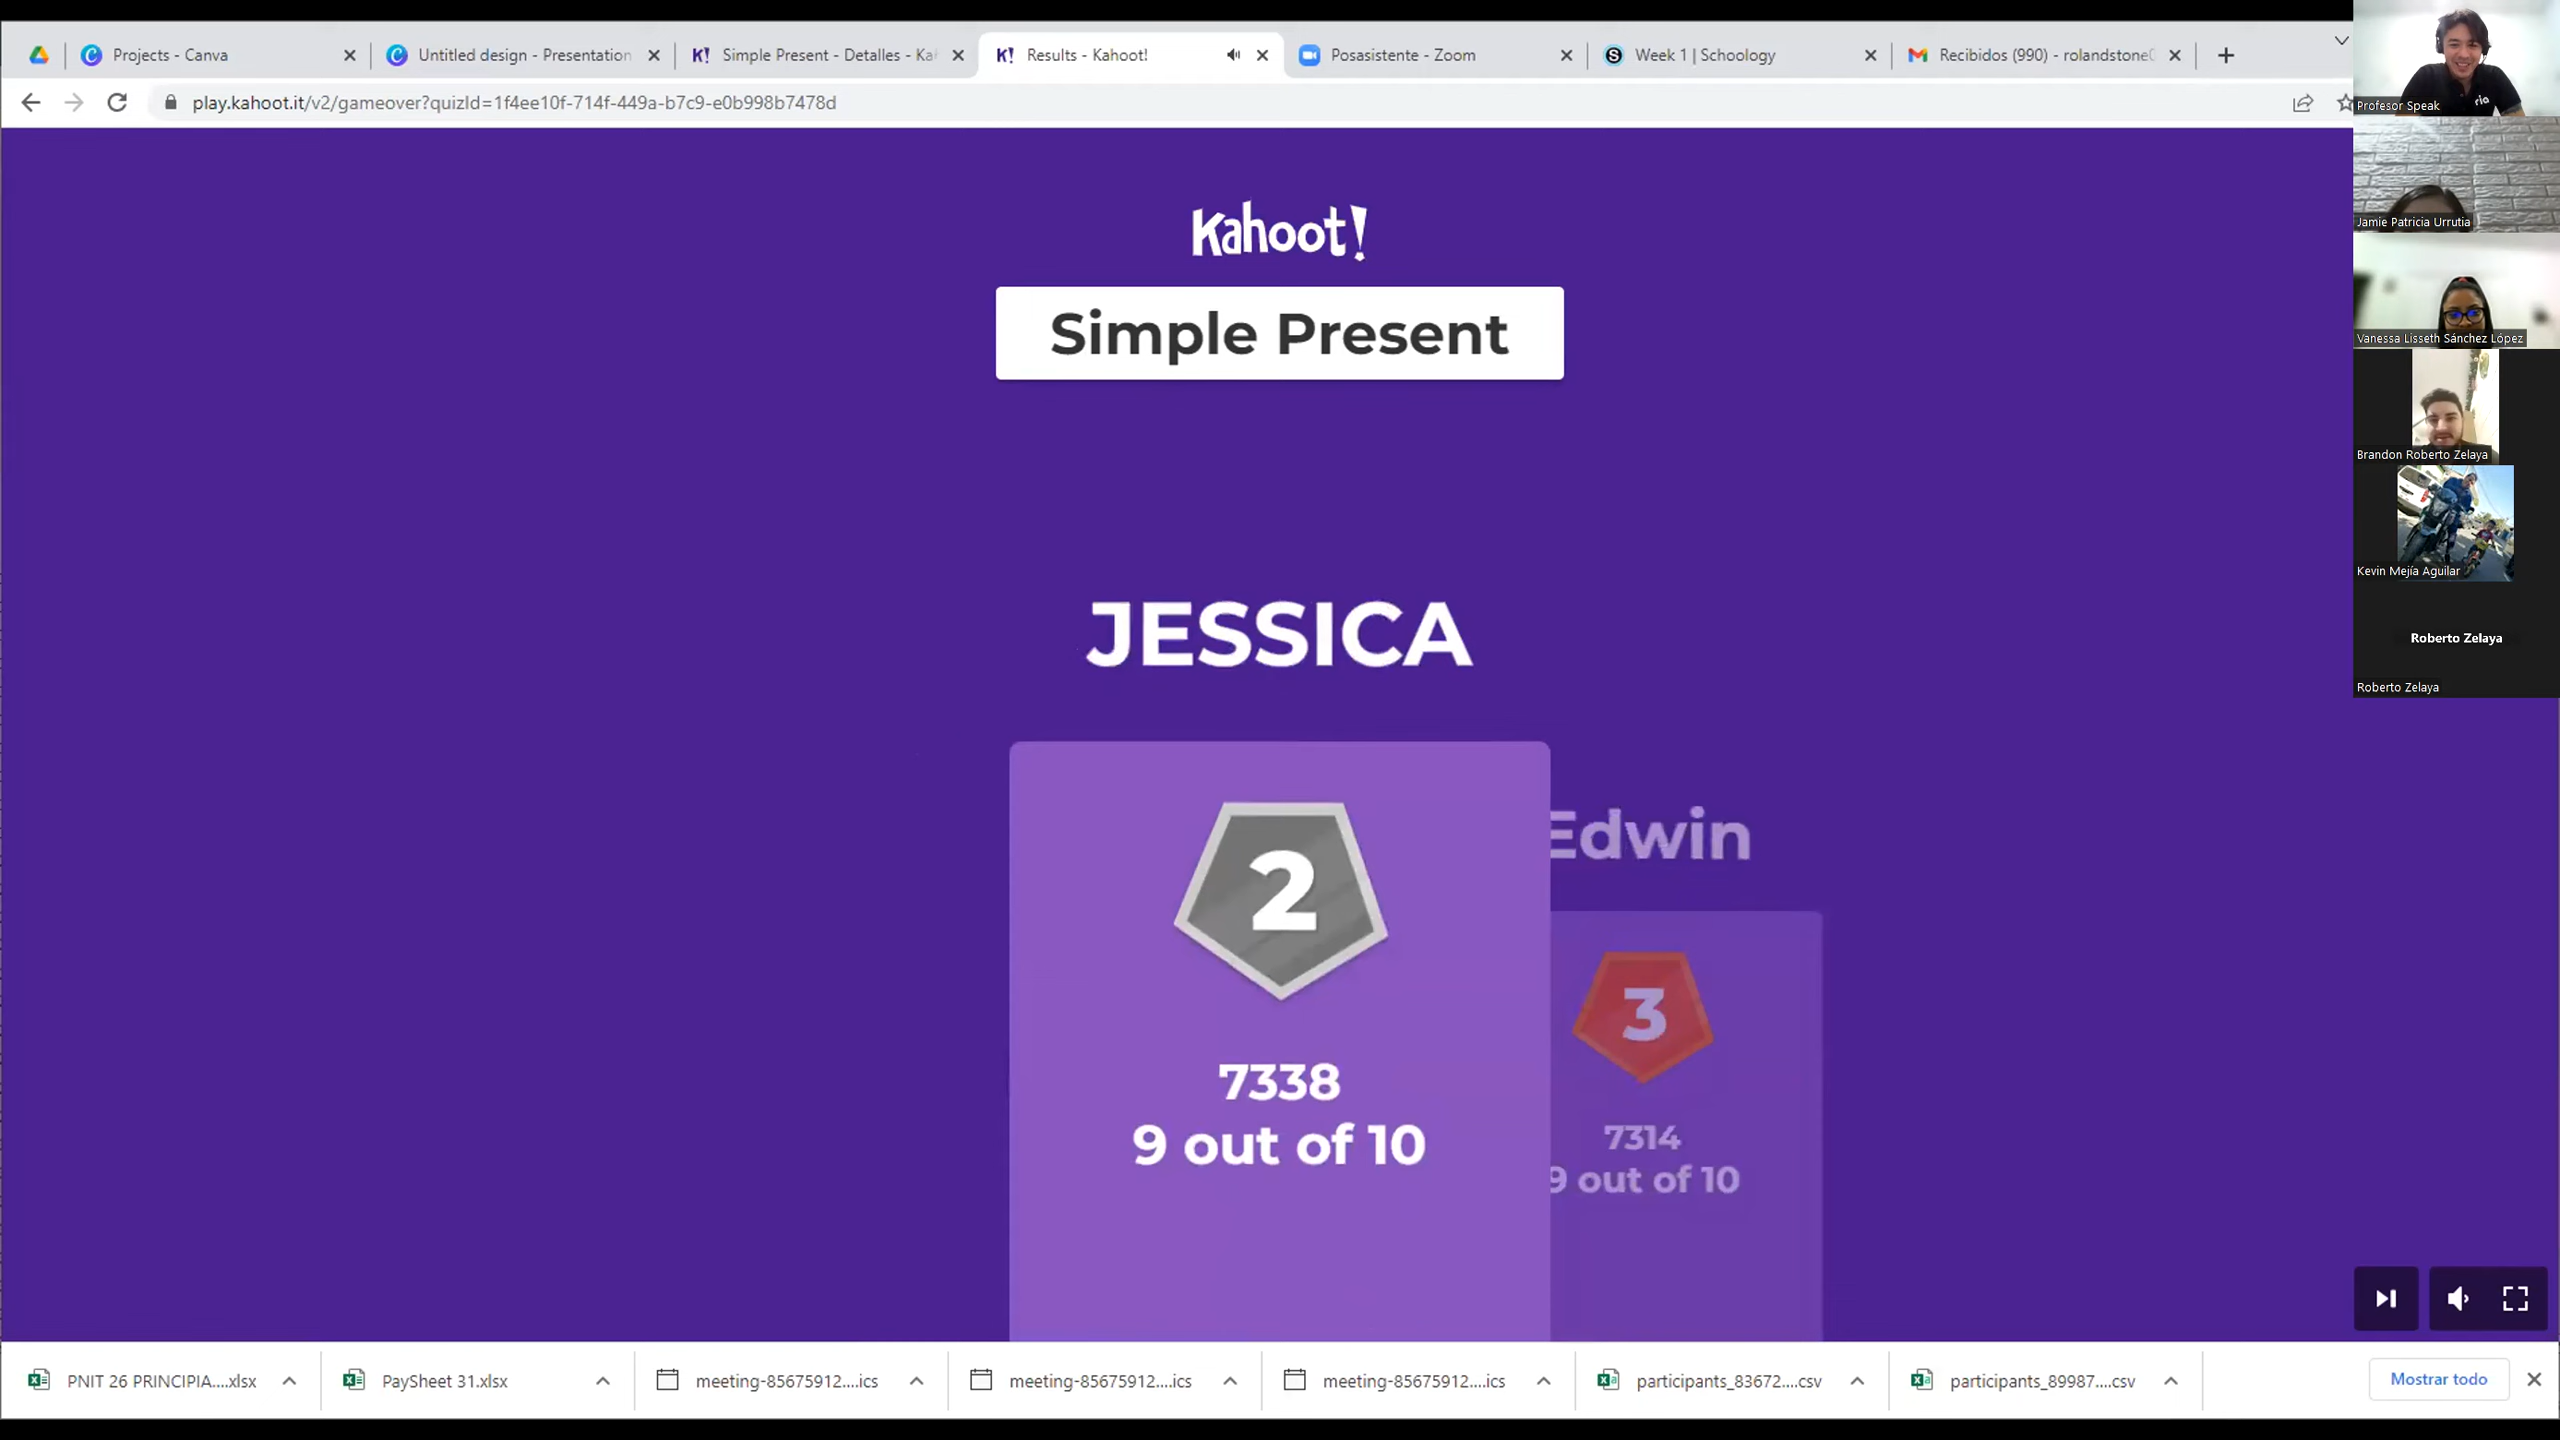 Projects - Canva
Untitled design - Presentation
Simple Present - Detalles - Kah
Results - Kahoot!
Posasistente - Zoom
Week 1 | Schoology
Recibidos (990) - rolandstone
play.kahoot.it/v2/gameover?quizId=1f4ee10f-714f-449a-b7c9-e0b998b7478d
Kahoot!
Simple Present
JESSICA
2
7338
9 out of 10
Edwin
3
7314
9 out of 10
ria
Profesor Speak
Jamie Patricia Urrutia
Vanessa Lisseth Sánchez López
Brandon Roberto Zelaya
Kevin Mejía Aguilar
Roberto Zelaya
Roberto Zelaya
PNIT 26 PRINCIPIA....xlsx
PaySheet 31.xlsx
meeting-85675912....ics
meeting-85675912....ics
meeting-85675912....ics
participants_83672....csv
participants_89987....csv
Mostrar todo